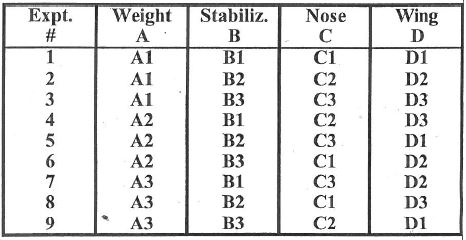 Expt. Weight Stabiliz. Nose Wing
# A B C D
1 A1 B1 C1 D1
2 A1 B2 C2 D2
3 A1 B3 C3 D3
4 A2 B1 C2 D3
5 A2 B2 C3 D1
6 A2 B3 C1 D2
7 A3 B1 C3 D2
8 A3 B2 C1 D3
9 A3 B3 C2 D1